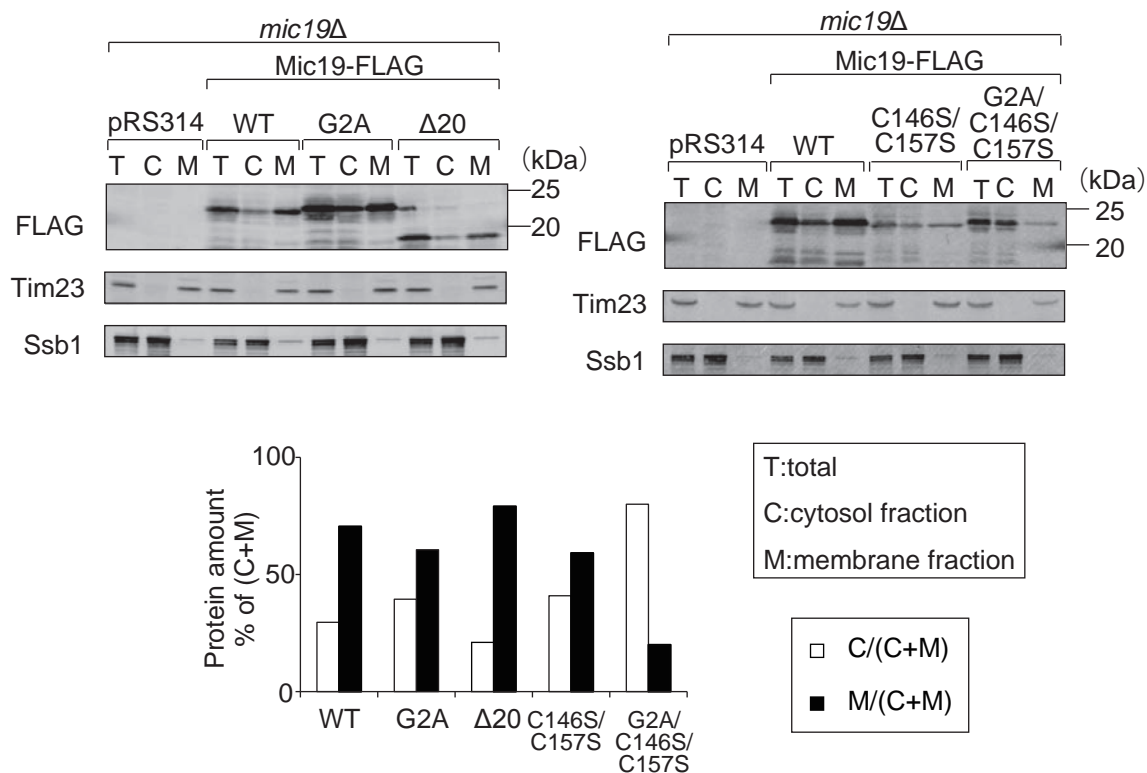 mic19Δ
Mic19-FLAG
pRS314 WT G2A Δ20
T C M T C M T C M T C M (kDa)
25
20
FLAG
Tim23
Ssb1
mic19Δ
Mic19-FLAG
pRS314 WT C146S/C157S G2A/C146S/C157S
T C M T C M T C M T C M (kDa)
25
20
FLAG
Tim23
Ssb1
Protein amount
% of (C+M)
100
50
0
WT G2A Δ20 C146S/C157S G2A/C146S/C157S
T:total
C:cytosol fraction
M:membrane fraction
C/(C+M)
M/(C+M)